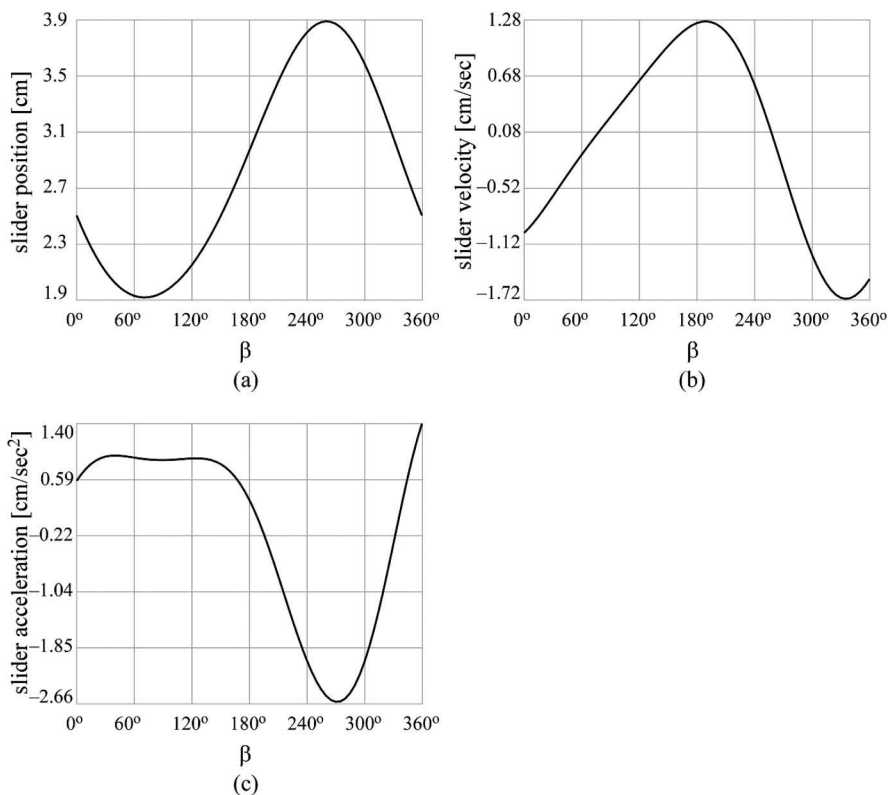 slider position [cm]
3.9
3.5
3.1
2.7
2.3
1.9
0º 60º 120º 180º 240º 300º 360º
β
(a)
slider velocity [cm/sec]
1.28
0.68
0.08
–0.52
–1.12
–1.72
0º 60º 120º 180º 240º 300º 360º
β
(b)
slider acceleration [cm/sec²]
1.40
0.59
–0.22
–1.04
–1.85
–2.66
0º 60º 120º 180º 240º 300º 360º
β
(c)